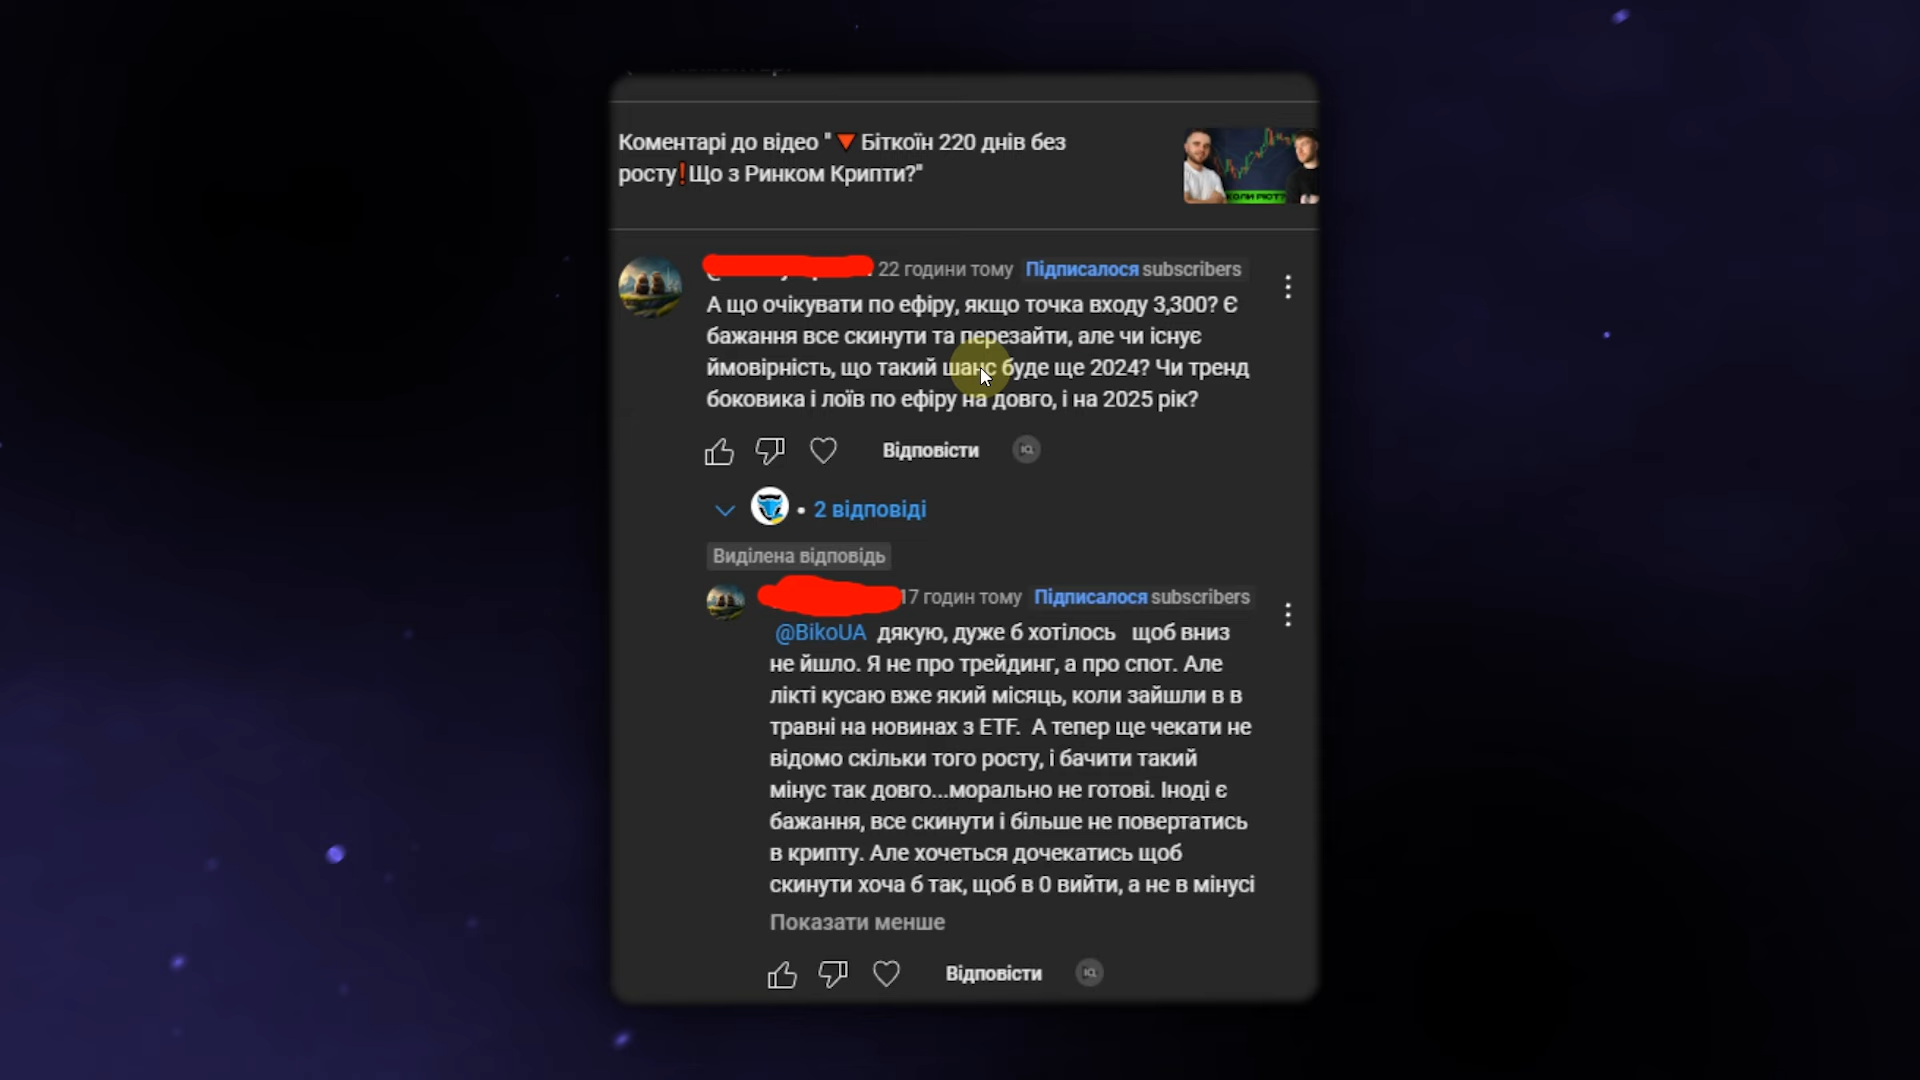 Коментарі до відео "🔻Біткоїн 220 днів без
росту❗Що з Ринком Крипти?"
22 години тому Підписалося subscribers
А що очікувати по ефіру, якщо точка входу 3,300? Є
бажання все скинути та перезайти, але чи існує
ймовірність, що такий шанс буде ще 2024? Чи тренд
боковика і лоїв по ефіру на довго, і на 2025 рік?
Відповісти
• 2 відповіді
Виділена відповідь
17 годин тому Підписалося subscribers
@BikoUA дякую, дуже б хотілось щоб вниз
не йшло. Я не про трейдинг, а про спот. Але
лікті кусаю вже який місяць, коли зайшли в в
травні на новинах з ETF. А тепер ще чекати не
відомо скільки того росту, і бачити такий
мінус так довго...морально не готові. Іноді є
бажання, все скинути і більше не повертатись
в крипту. Але хочеться дочекатись щоб
скинути хоча б так, щоб в 0 вийти, а не в мінусі
Показати менше
Відповісти